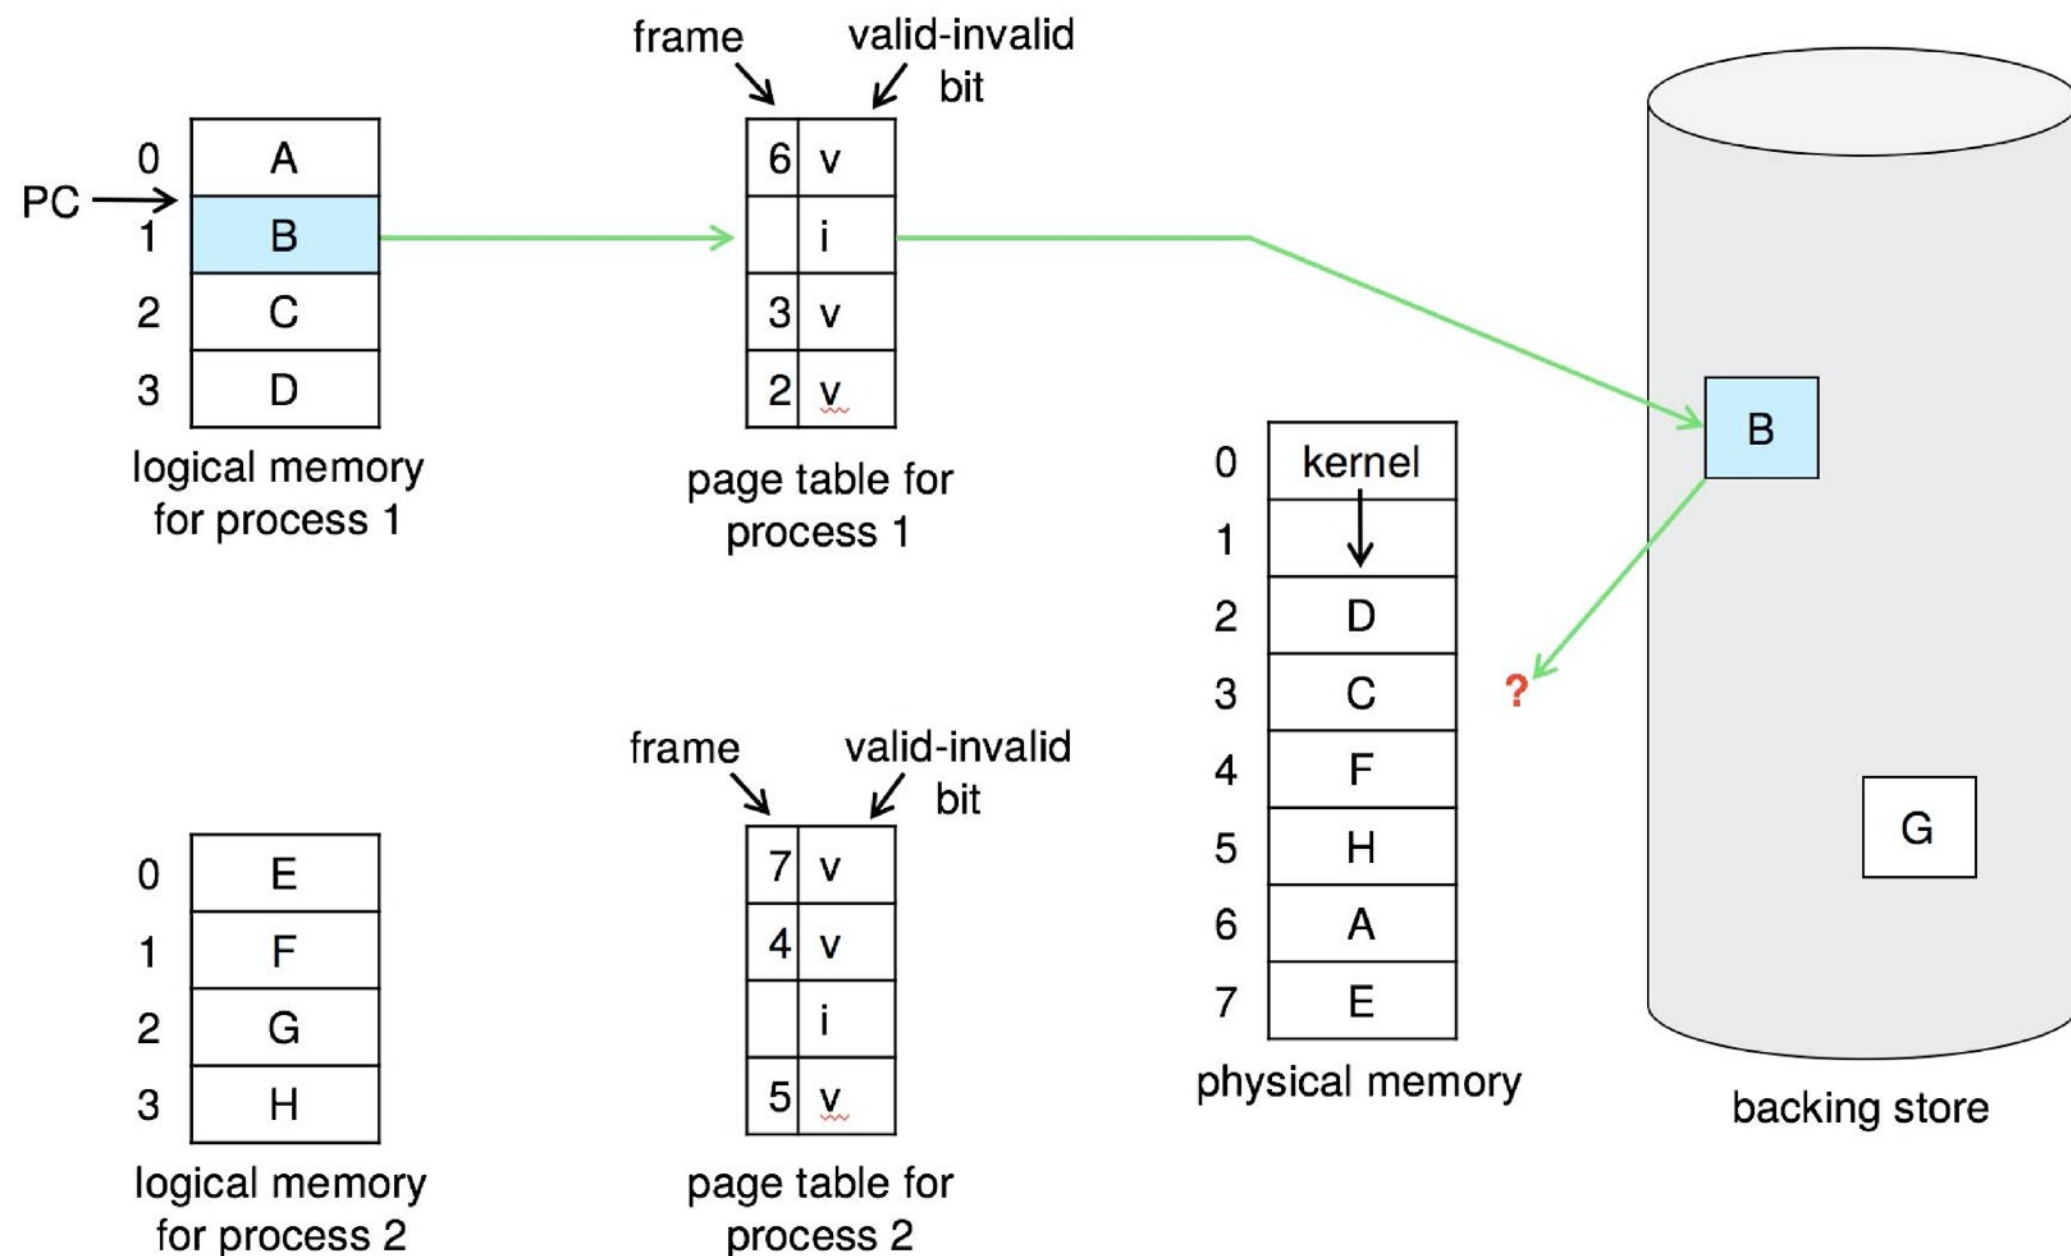 frame valid-invalid
bit
0 A 6 v
PC
1 B i
2 C 3 v
3 D 2 v
logical memory
for process 1
page table for
process 1
B
0 kernel
1
2 D
3 C ?
4 F
5 H
6 A
7 E
physical memory
G
backing store
frame valid-invalid
bit
0 E 7 v
1 F 4 v
2 G i
3 H 5 v
logical memory
for process 2
page table for
process 2